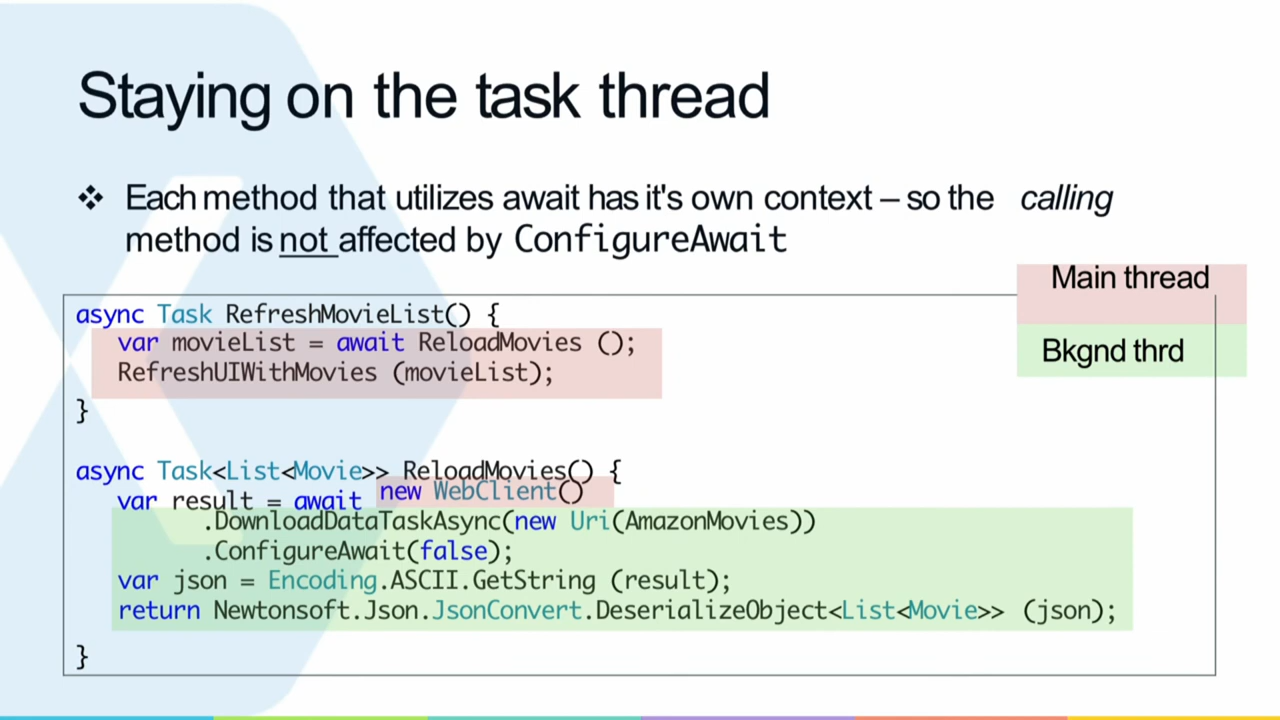 Staying on the task thread
❖ Each method that utilizes await has it's own context – so the calling
method is not affected by ConfigureAwait
Main thread
Bkgnd thrd
async Task RefreshMovieList() {
var movieList = await ReloadMovies ();
RefreshUIWithMovies (movieList);
}
async Task<List<Movie>> ReloadMovies() {
var result = await new WebClient()
.DownloadDataTaskAsync(new Uri(AmazonMovies))
.ConfigureAwait(false);
var json = Encoding.ASCII.GetString (result);
return Newtonsoft.Json.JsonConvert.DeserializeObject<List<Movie>> (json);
}